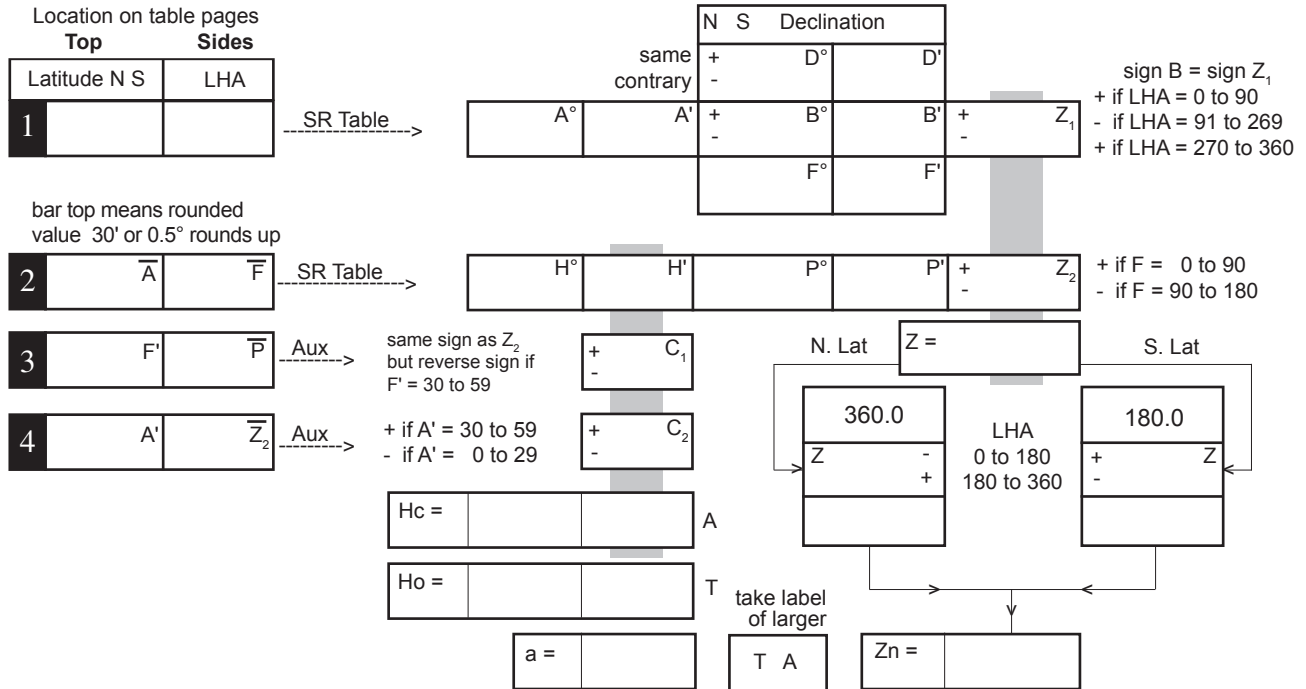 Location on table pages
Top Sides
Latitude N S LHA
1
SR Table
N S Declination
same + D° D'
contrary -
A° A' + B° B' + Z1
- -
F° F'
sign B = sign Z1
+ if LHA = 0 to 90
- if LHA = 91 to 269
+ if LHA = 270 to 360
bar top means rounded
value 30' or 0.5° rounds up
2 A̅ F̅ SR Table H° H' P° P' + Z2
-
+ if F = 0 to 90
- if F = 90 to 180
3 F' P̅ Aux
same sign as Z2
but reverse sign if
F' = 30 to 59
+ C1
-
4 A' Z̅2 Aux
+ if A' = 30 to 59
- if A' = 0 to 29
+ C2
-
N. Lat Z = S. Lat
360.0 180.0
LHA
Z - 0 to 180 + Z
+ 180 to 360 -
Hc = A
Ho = T
take label
of larger
a = T A Zn =